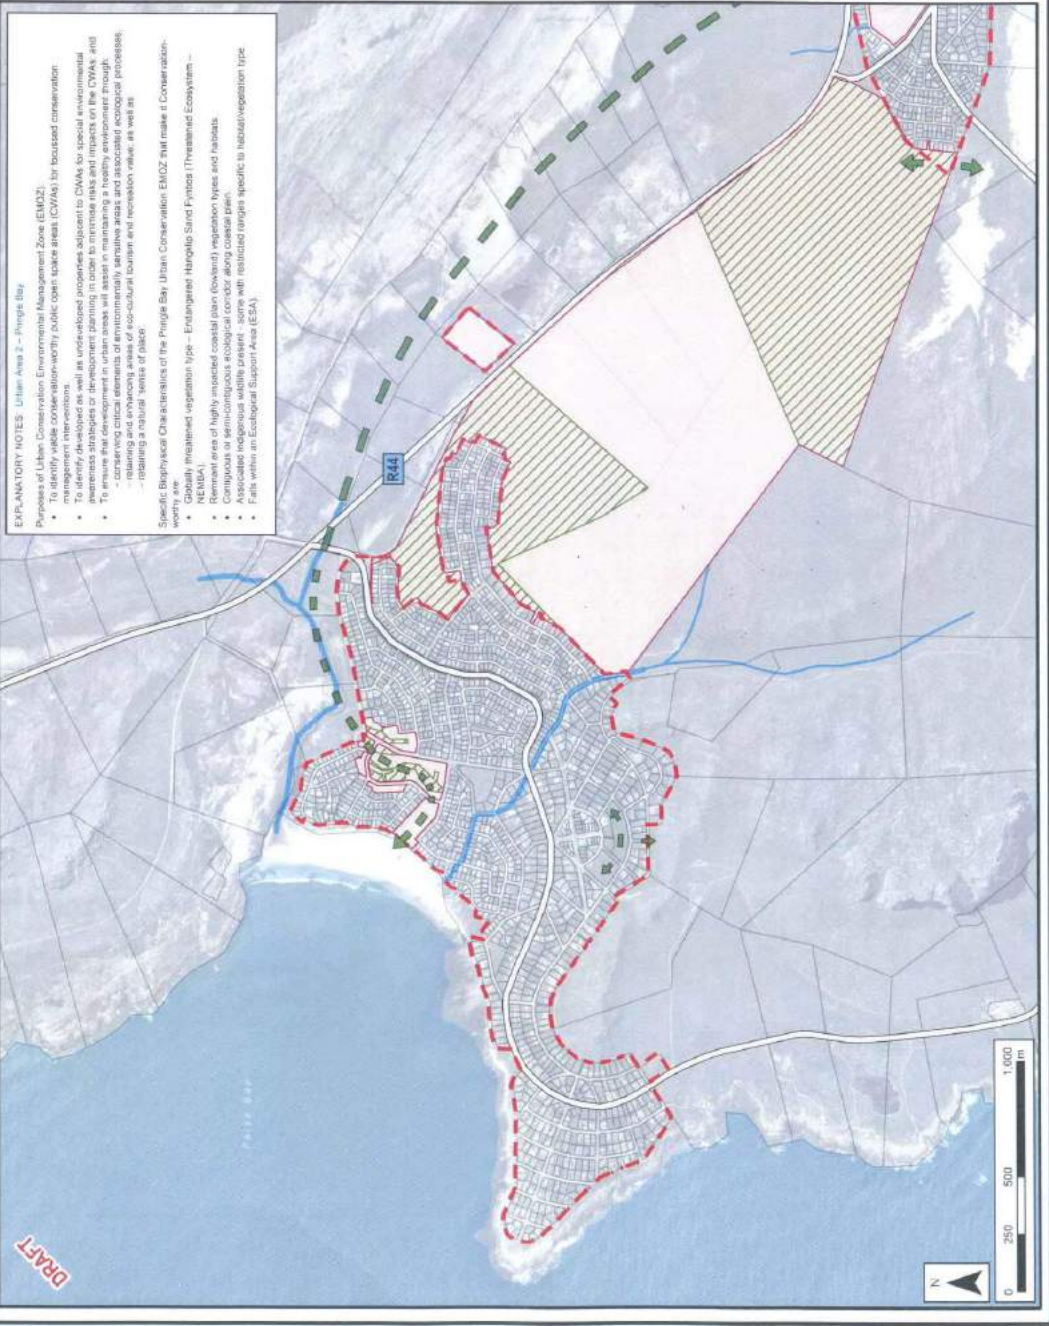 EXPLANATORY NOTES: Urban Area 2 – Pringle Bay
Purposes of Urban Conservation Environmental Management Zone (EMOZ):
• To identify viable conservation-worthy public open space areas (CWAs) for focussed conservation
management interventions.
• To identify developed as well as undeveloped properties adjacent to CWAs for special environmental
awareness strategies or development planning in order to minimise risks and impacts on the CWAs; and
• To ensure that development in urban areas will assist in maintaining a healthy environment through:
- conserving critical elements of environmentally sensitive areas and associated ecological processes,
- retaining and enhancing areas of eco-cultural tourism and recreation value; as well as
- retaining a natural 'sense of place'
Specific Biophysical Characteristics of the Pringle Bay Urban Conservation EMOZ that make it Conservation-
worthy are:
• Globally threatened vegetation type – Endangered Hangklip Sand Fynbos (Threatened Ecosystem –
NEMBA).
• Remnant area of highly impacted coastal plain (lowland) vegetation types and habitats.
• Contiguous or semi-contiguous ecological corridor along coastal plain.
• Associated indigenous wildlife present - some with restricted ranges specific to habitat/vegetation type.
• Falls within an Ecological Support Area (ESA).
R44
False Bay
DRAFT
N
0 250 500 1,000
m